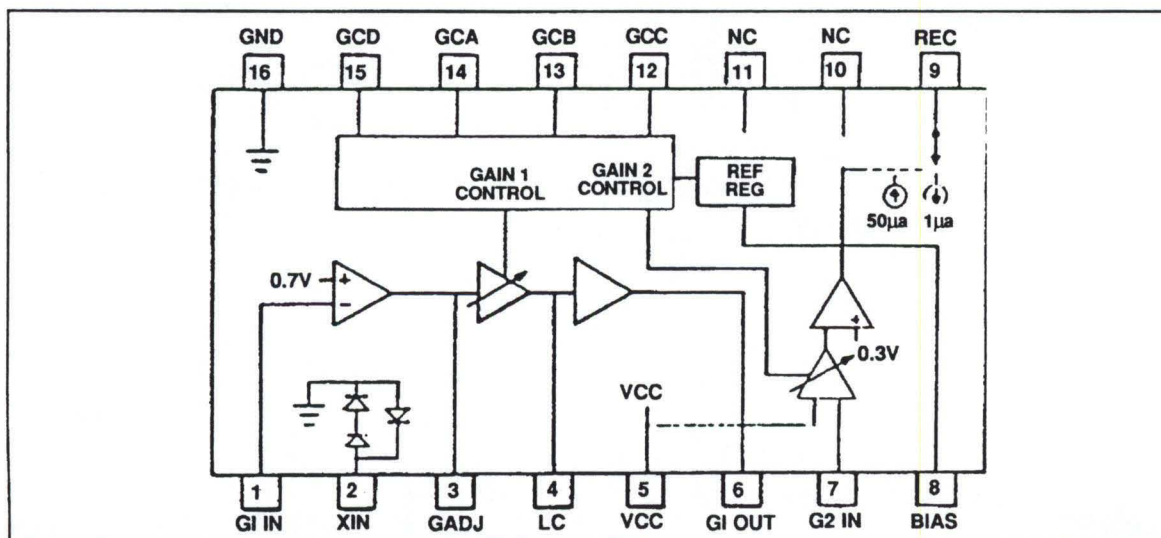 GND GCD GCA GCB GCC NC NC REC
16 15 14 13 12 11 10 9
GAIN 1
CONTROL
GAIN 2
CONTROL
REF
REG
50µa 1µa
0.7V
+
−
+
0.3V
VCC
1 2 3 4 5 6 7 8
GI IN XIN GADJ LC VCC GI OUT G2 IN BIAS